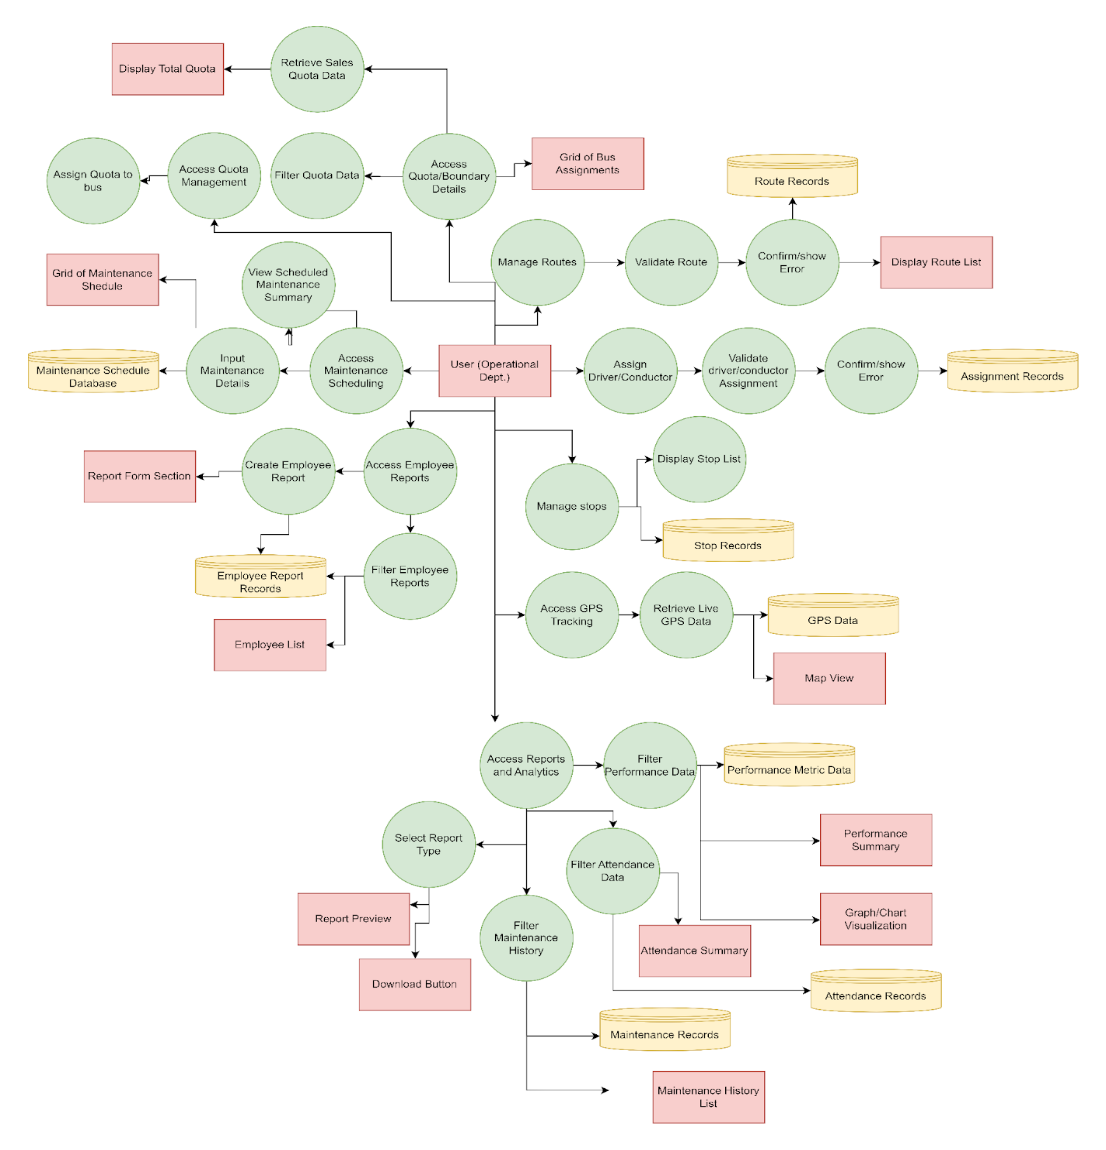 Display Total Quota
Retrieve Sales
Quota Data
Assign Quota to
bus
Access Quota
Management
Filter Quota Data
Access
Quota/Boundary
Details
Grid of Bus
Assignments
Route Records
Grid of Maintenance
Shedule
View Scheduled
Maintenance
Summary
Manage Routes
Validate Route
Confirm/show
Error
Display Route List
Maintenance Schedule
Database
Input
Maintenance
Details
Access
Maintenance
Scheduling
User (Operational
Dept.)
Assign
Driver/Conductor
Validate
driver/conductor
Assignment
Confirm/show
Error
Assignment Records
Report Form Section
Create Employee
Report
Access Employee
Reports
Display Stop List
Manage stops
Stop Records
Employee Report
Records
Filter Employee
Reports
Employee List
Access GPS
Tracking
Retrieve Live
GPS Data
GPS Data
Map View
Access Reports
and Analytics
Filter
Performance Data
Performance Metric Data
Select Report
Type
Filter Attendance
Data
Performance
Summary
Report Preview
Filter
Maintenance
History
Graph/Chart
Visualization
Attendance Summary
Download Button
Attendance Records
Maintenance Records
Maintenance History
List